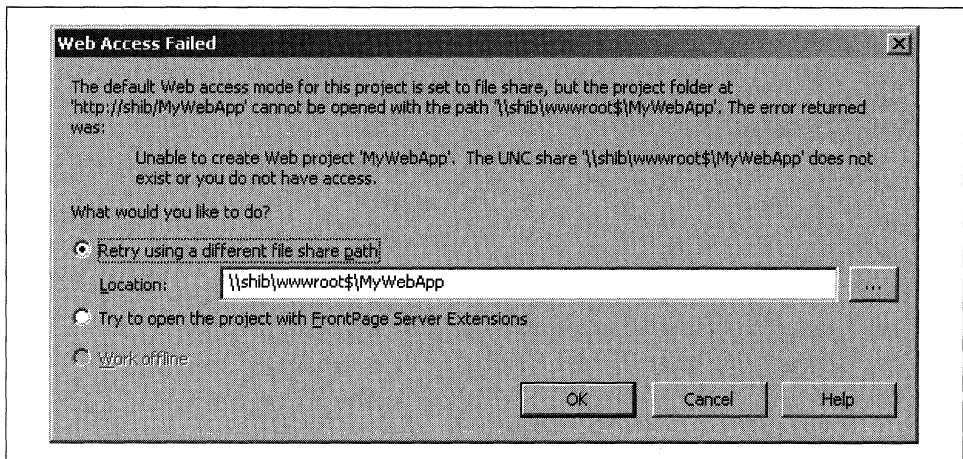 Web Access Failed
The default Web access mode for this project is set to file share, but the project folder at
'http://shib/MyWebApp' cannot be opened with the path '\\shib\wwwroot$\MyWebApp'. The error returned
was:
Unable to create Web project 'MyWebApp'. The UNC share '\\shib\wwwroot$\MyWebApp' does not
exist or you do not have access.
What would you like to do?
Retry using a different file share path
Location: \\shib\wwwroot$\MyWebApp ...
Try to open the project with FrontPage Server Extensions
Work offline
OK Cancel Help